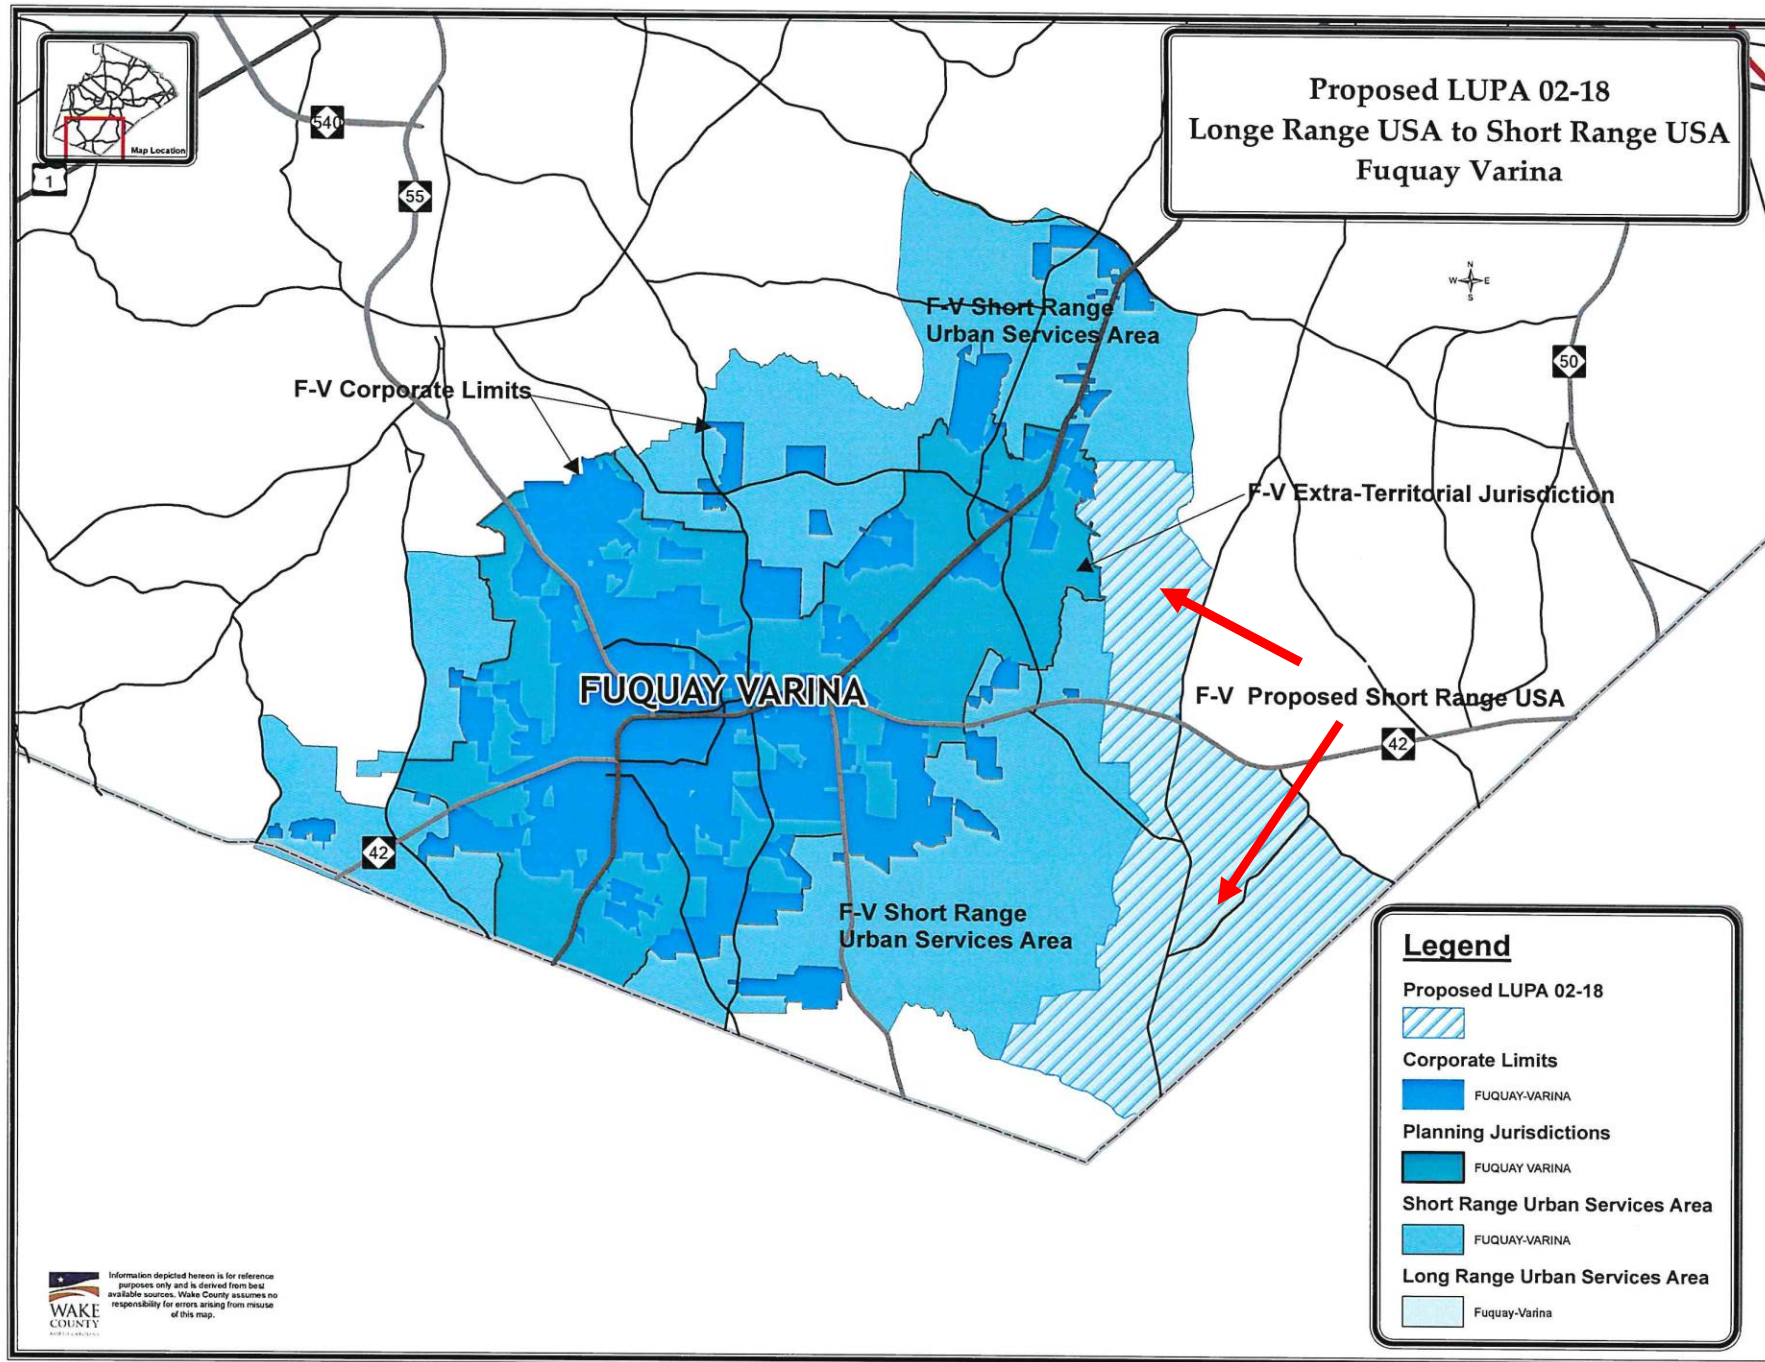 Proposed LUPA 02-18
Longe Range USA to Short Range USA
Fuquay Varina
Map Location
540
1
55
N
W E
S
F-V Short Range
Urban Services Area
50
F-V Corporate Limits
F-V Extra-Territorial Jurisdiction
FUQUAY VARINA
F-V Proposed Short Range USA
42
42
F-V Short Range
Urban Services Area
Legend
Proposed LUPA 02-18
Corporate Limits
FUQUAY-VARINA
Planning Jurisdictions
FUQUAY VARINA
Short Range Urban Services Area
FUQUAY-VARINA
Long Range Urban Services Area
Fuquay-Varina
WAKE
COUNTY
NORTH CAROLINA
Information depicted hereon is for reference
purposes only and is derived from best
available sources. Wake County assumes no
responsibility for errors arising from misuse
of this map.